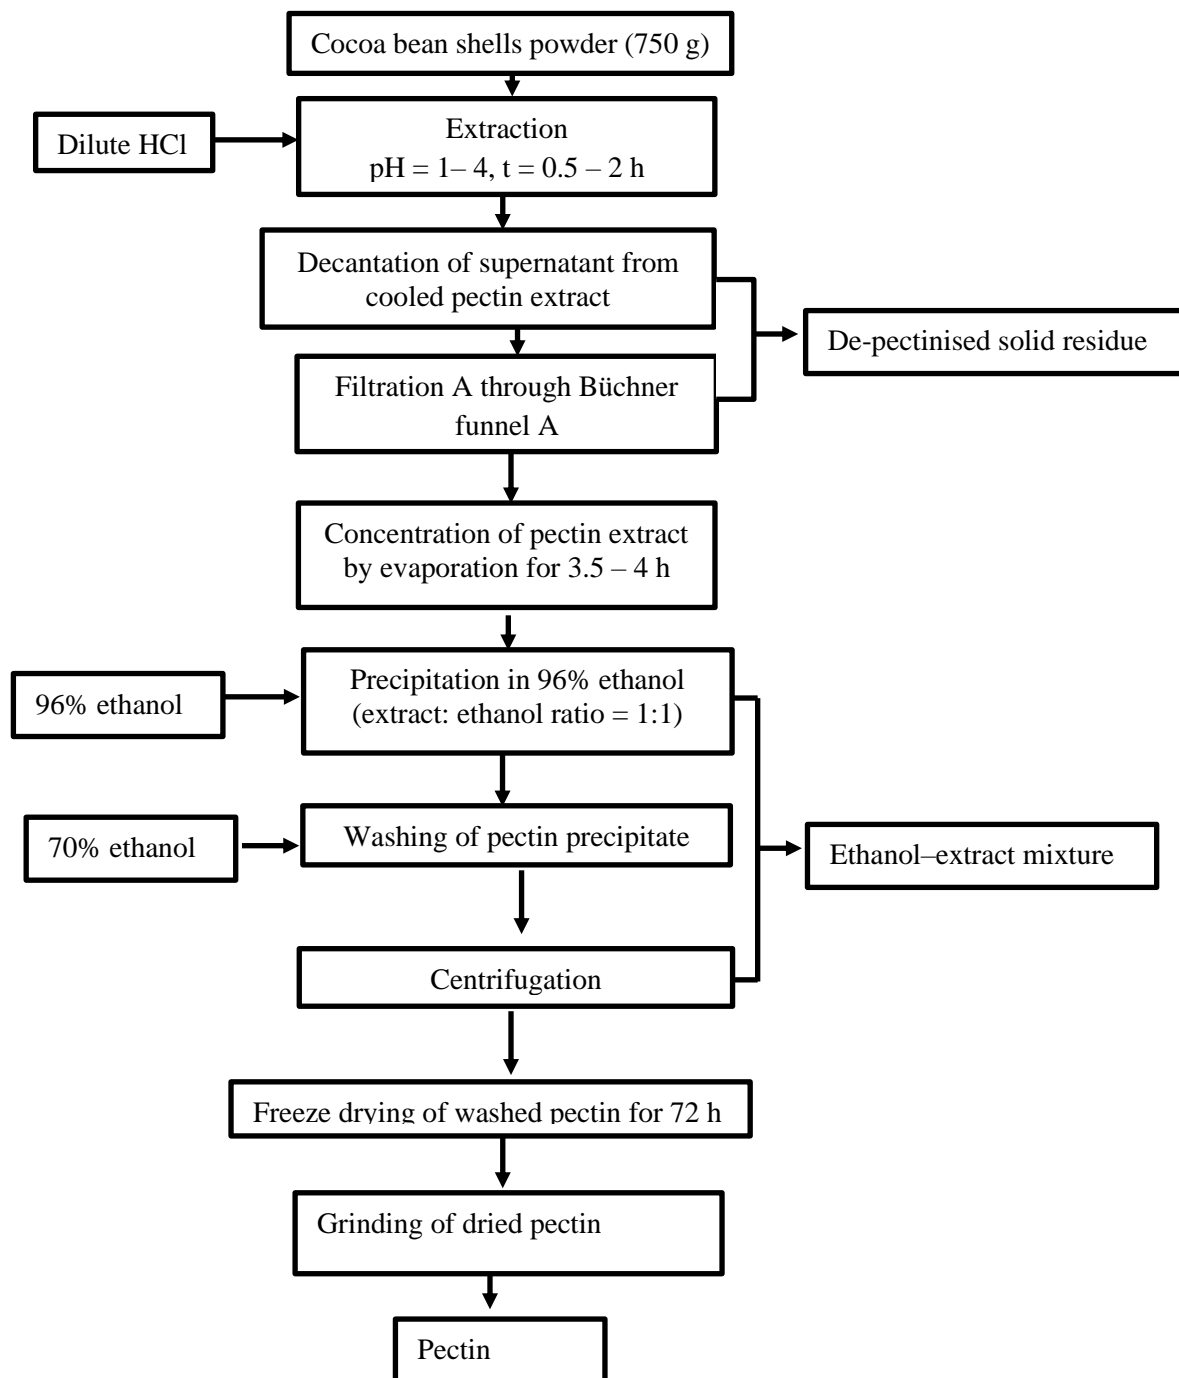 Cocoa bean shells powder (750 g)
Dilute HCl
Extraction
pH = 1– 4, t = 0.5 – 2 h
Decantation of supernatant from
cooled pectin extract
De-pectinised solid residue
Filtration A through Büchner
funnel A
Concentration of pectin extract
by evaporation for 3.5 – 4 h
96% ethanol
Precipitation in 96% ethanol
(extract: ethanol ratio = 1:1)
70% ethanol
Washing of pectin precipitate
Ethanol–extract mixture
Centrifugation
Freeze drying of washed pectin for 72 h
Grinding of dried pectin
Pectin